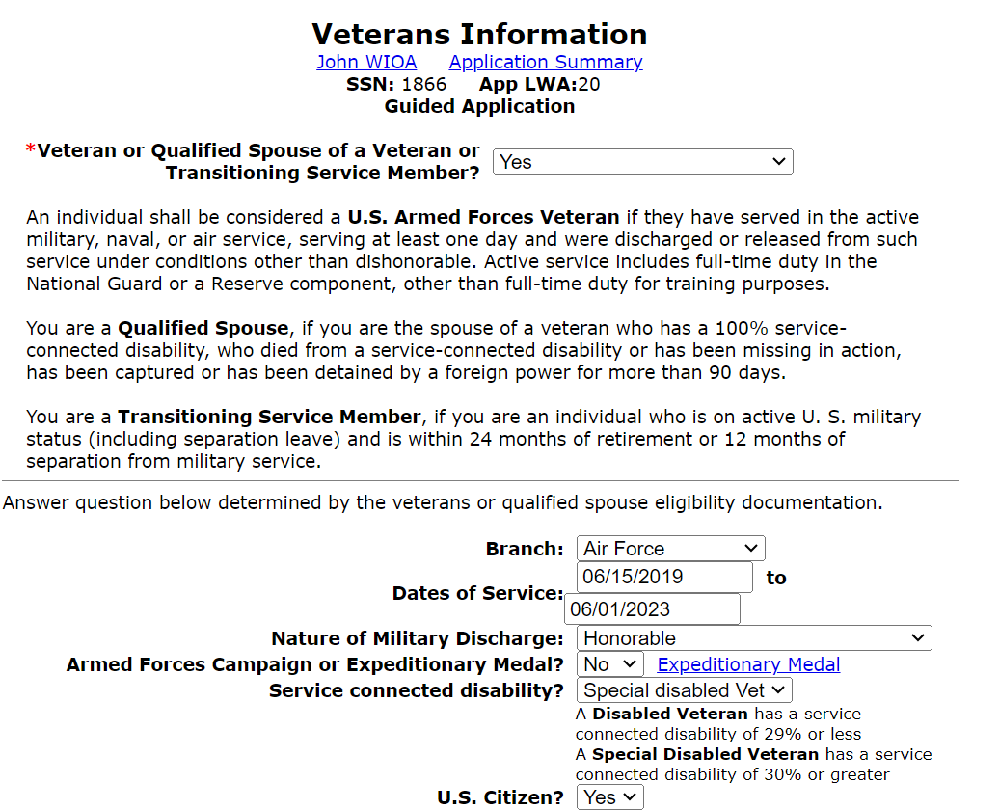 Veterans Information
John WIOA Application Summary
SSN: 1866 App LWA:20
Guided Application
*Veteran or Qualified Spouse of a Veteran or
Transitioning Service Member? Yes
An individual shall be considered a U.S. Armed Forces Veteran if they have served in the active
military, naval, or air service, serving at least one day and were discharged or released from such
service under conditions other than dishonorable. Active service includes full-time duty in the
National Guard or a Reserve component, other than full-time duty for training purposes.
You are a Qualified Spouse, if you are the spouse of a veteran who has a 100% service-
connected disability, who died from a service-connected disability or has been missing in action,
has been captured or has been detained by a foreign power for more than 90 days.
You are a Transitioning Service Member, if you are an individual who is on active U. S. military
status (including separation leave) and is within 24 months of retirement or 12 months of
separation from military service.
Answer question below determined by the veterans or qualified spouse eligibility documentation.
Branch: Air Force
Dates of Service: 06/15/2019 to
06/01/2023
Nature of Military Discharge: Honorable
Armed Forces Campaign or Expeditionary Medal? No Expeditionary Medal
Service connected disability? Special disabled Vet
A Disabled Veteran has a service
connected disability of 29% or less
A Special Disabled Veteran has a service
connected disability of 30% or greater
U.S. Citizen? Yes